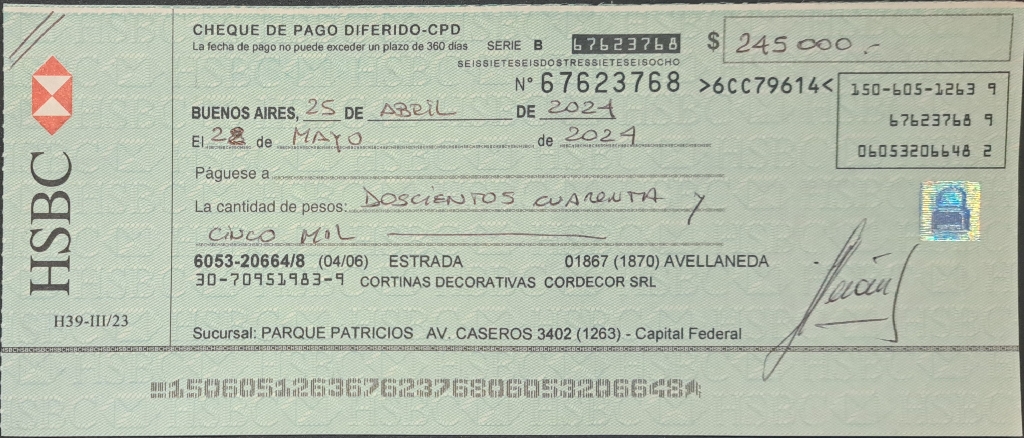 CHEQUE DE PAGO DIFERIDO-CPD
La fecha de pago no puede exceder un plazo de 360 días SERIE B 67623768 $ 245000.-
SEISSIETESEISDOSTRESSIETESEISOCHO
N° 67623768 >6CC79614<
150-605-1263 9
67623768 9
06053206648 2
BUENOS AIRES, 25 DE ABRIL DE 2024
El 28 de MAYO de 2024
Páguese a
La cantidad de pesos: DOSCIENTOS CUARENTA Y
CINCO MIL
6053-20664/8 (04/06) ESTRADA 01867 (1870) AVELLANEDA
30-70951983-9 CORTINAS DECORATIVAS CORDECOR SRL
Sucursal: PARQUE PATRICIOS AV. CASEROS 3402 (1263) - Capital Federal
HSBC
H39-III/23
15060512636762376806053206648